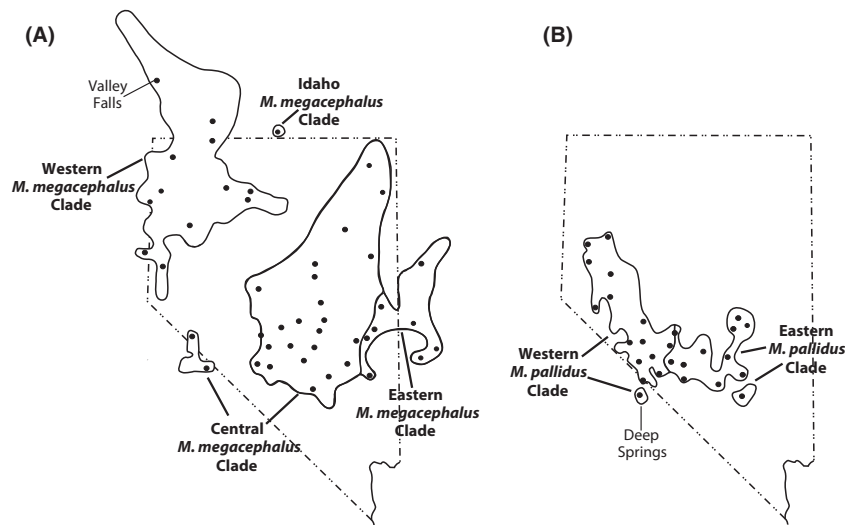 (A)
Valley
Falls
Idaho
M. megacephalus
Clade
Western
M. megacephalus
Clade
Central
M. megacephalus
Clade
Eastern
M. megacephalus
Clade
(B)
Western
M. pallidus
Clade
Deep
Springs
Eastern
M. pallidus
Clade